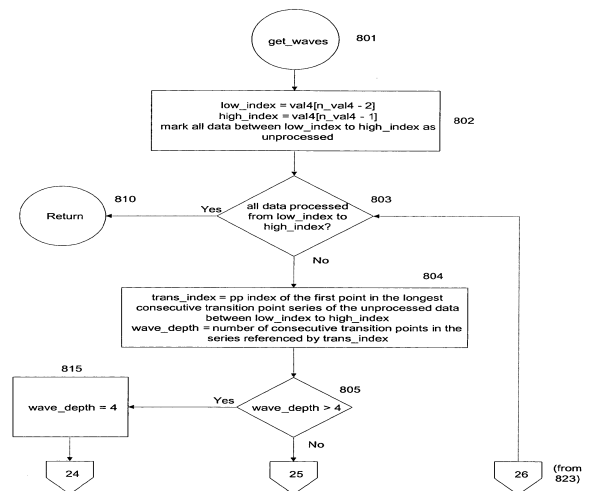 get_waves
801
low_index = val4[n_val4 - 2]
high_index = val4[n_val4 - 1]
mark all data between low_index to high_index as
unprocessed
802
810
803
Return
Yes
all data processed
from low_index to
high_index?
No
804
trans_index = pp index of the first point in the longest
consecutive transition point series of the unprocessed data
between low_index to high_index
wave_depth = number of consecutive transition points in the
series referenced by trans_index
815
805
wave_depth = 4
Yes
wave_depth > 4
No
24
25
26
(from
823)